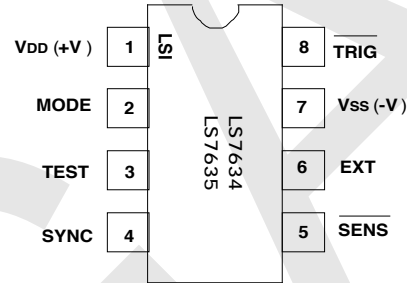 VDD (+V )
1
LSI
8
TRIG
MODE
2
7
Vss (-V )
LS7634
LS7635
TEST
3
6
EXT
SYNC
4
5
SENS